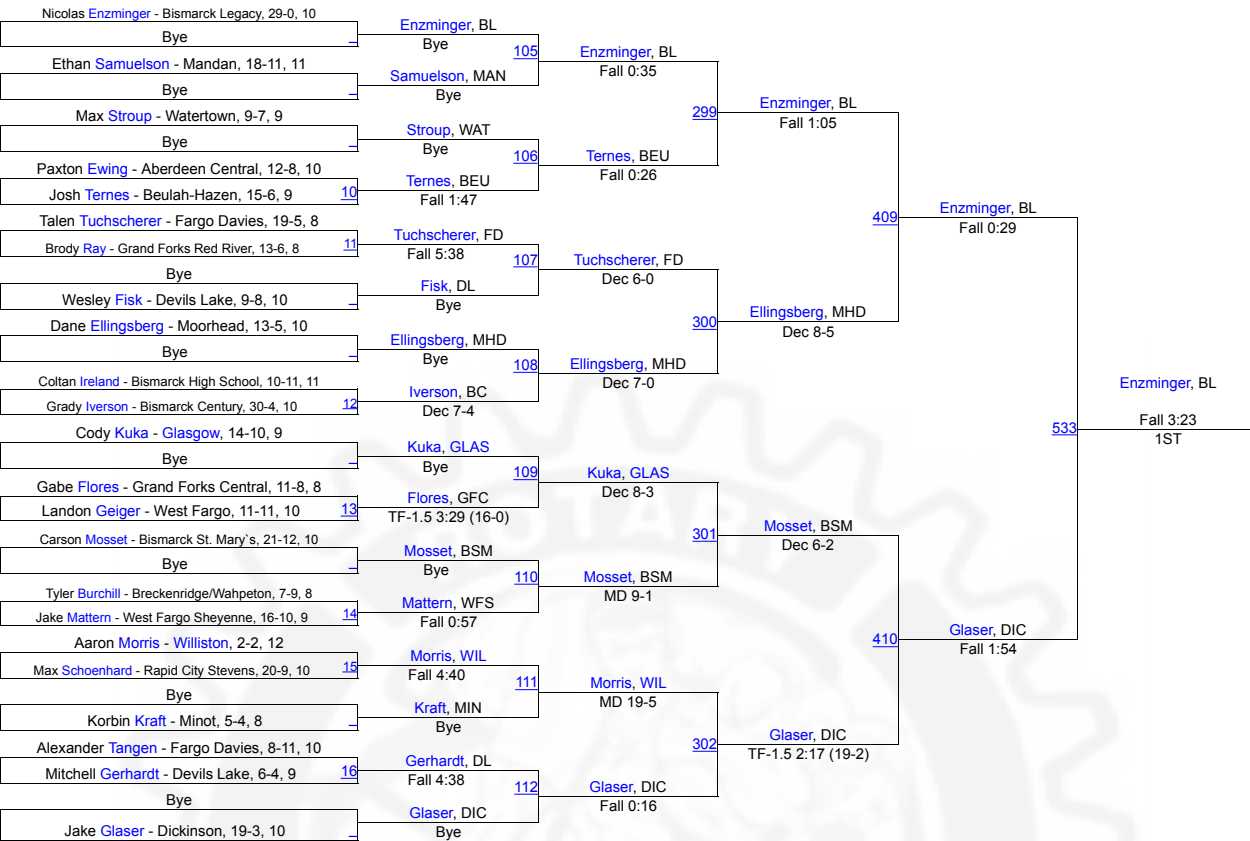 Nicolas Enzminger - Bismarck Legacy, 29-0, 10
Bye
Ethan Samuelson - Mandan, 18-11, 11
Bye
Max Stroup - Watertown, 9-7, 9
Bye
Paxton Ewing - Aberdeen Central, 12-8, 10
Josh Ternes - Beulah-Hazen, 15-6, 9
10
Talen Tuchscherer - Fargo Davies, 19-5, 8
Brody Ray - Grand Forks Red River, 13-6, 8
11
Bye
Wesley Fisk - Devils Lake, 9-8, 10
Dane Ellingsberg - Moorhead, 13-5, 10
Bye
Coltan Ireland - Bismarck High School, 10-11, 11
Grady Iverson - Bismarck Century, 30-4, 10
12
Cody Kuka - Glasgow, 14-10, 9
Bye
Gabe Flores - Grand Forks Central, 11-8, 8
Landon Geiger - West Fargo, 11-11, 10
13
Carson Mosset - Bismarck St. Mary`s, 21-12, 10
Bye
Tyler Burchill - Breckenridge/Wahpeton, 7-9, 8
Jake Mattern - West Fargo Sheyenne, 16-10, 9
14
Aaron Morris - Williston, 2-2, 12
Max Schoenhard - Rapid City Stevens, 20-9, 10
15
Bye
Korbin Kraft - Minot, 5-4, 8
Alexander Tangen - Fargo Davies, 8-11, 10
Mitchell Gerhardt - Devils Lake, 6-4, 9
16
Bye
Jake Glaser - Dickinson, 19-3, 10
Enzminger, BL
Bye
105
Samuelson, MAN
Bye
Stroup, WAT
Bye
106
Ternes, BEU
Fall 1:47
Tuchscherer, FD
Fall 5:38
107
Fisk, DL
Bye
Ellingsberg, MHD
Bye
108
Iverson, BC
Dec 7-4
Kuka, GLAS
Bye
109
Flores, GFC
TF-1.5 3:29 (16-0)
Mosset, BSM
Bye
110
Mattern, WFS
Fall 0:57
Morris, WIL
Fall 4:40
111
Kraft, MIN
Bye
Gerhardt, DL
Fall 4:38
112
Glaser, DIC
Bye
Enzminger, BL
Fall 0:35
299
Ternes, BEU
Fall 0:26
Tuchscherer, FD
Dec 6-0
300
Ellingsberg, MHD
Dec 7-0
Kuka, GLAS
Dec 8-3
301
Mosset, BSM
MD 9-1
Morris, WIL
MD 19-5
302
Glaser, DIC
Fall 0:16
Enzminger, BL
Fall 1:05
409
Ellingsberg, MHD
Dec 8-5
Mosset, BSM
Dec 6-2
410
Glaser, DIC
TF-1.5 2:17 (19-2)
Enzminger, BL
Fall 0:29
533
Glaser, DIC
Fall 1:54
Enzminger, BL
Fall 3:23
1ST